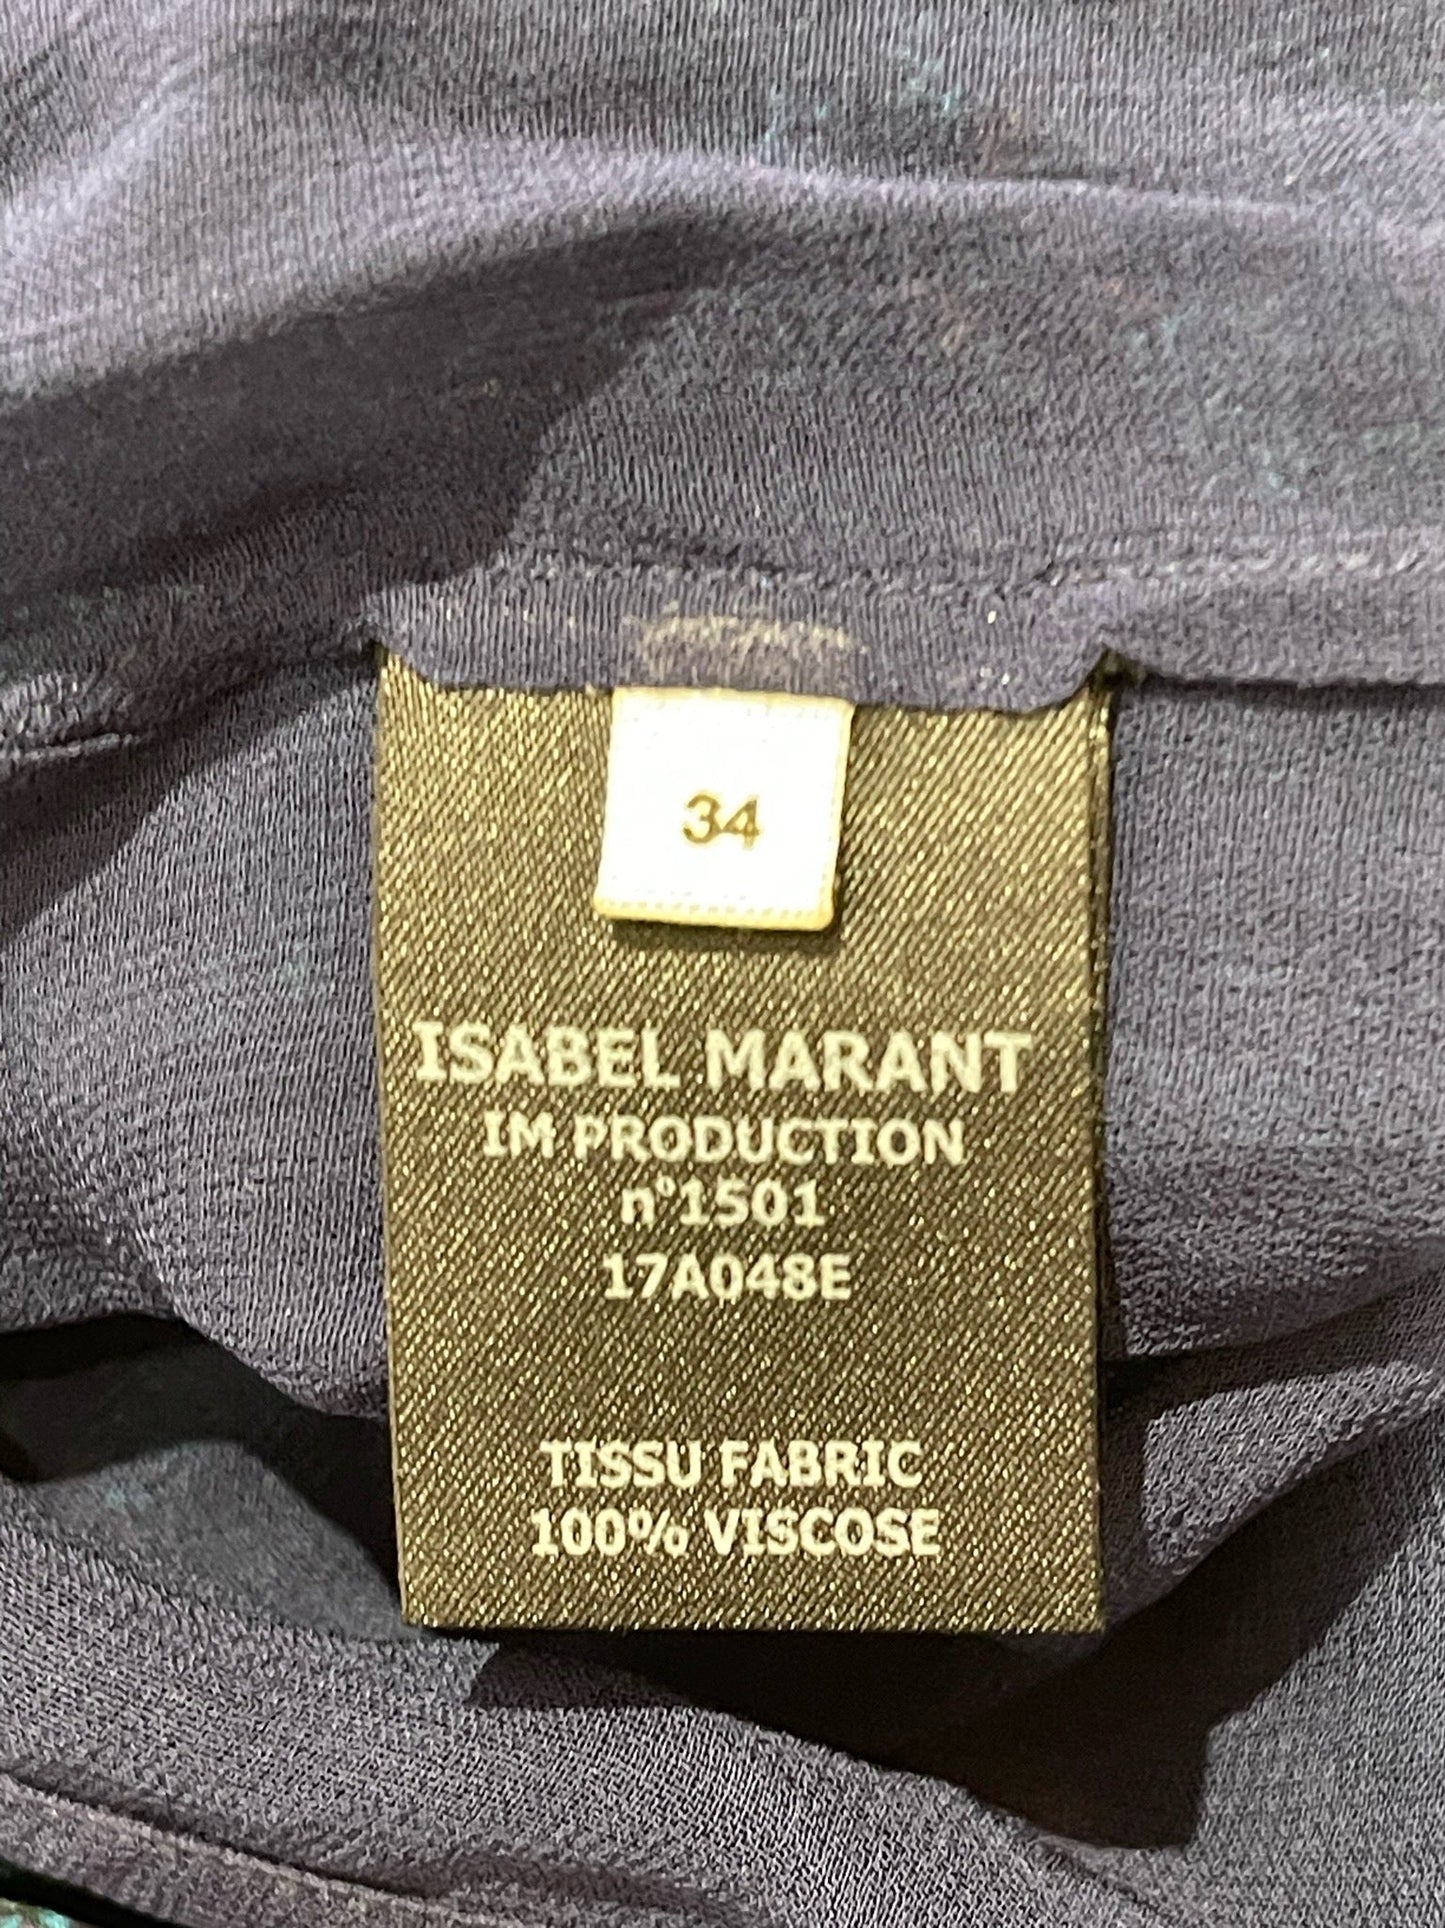 34
ISABEL MARANT
IM PRODUCTION
n°1501
17A048E
TISSU FABRIC
100% VISCOSE